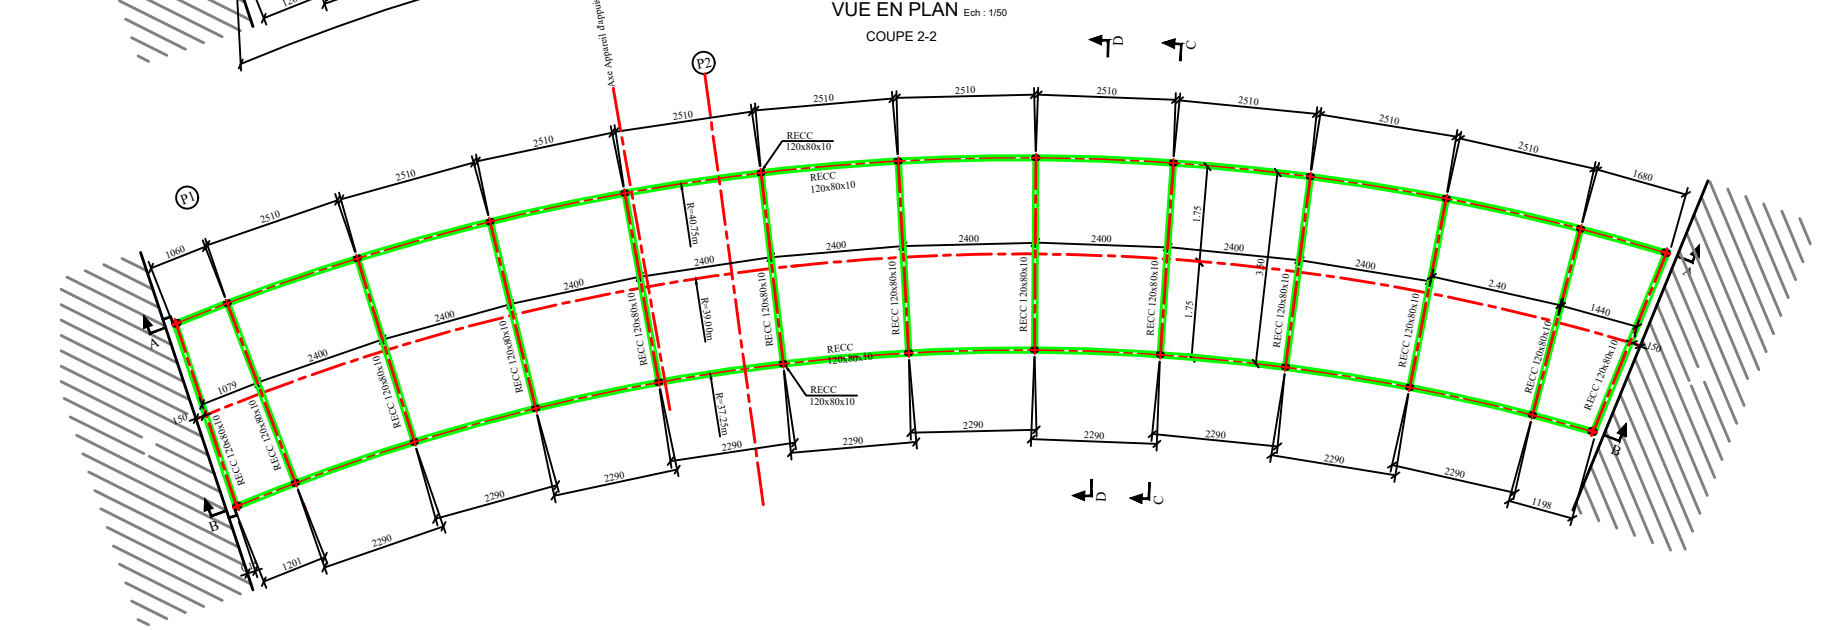 VUE EN PLAN Ech : 1/50
COUPE 2-2
Axe Appareil d'appuis
P2
P1
D
C
1060
2510
2510
2510
2510
2510
2510
2510
2510
2510
2510
2510
1680
RECC
120x80x10
RECC
120x80x10
R=40.75m
R=39.00m
R=37.25m
1.75
1.75
3.50
150
1079
2400
2400
2400
2400
2400
2400
2400
2400
2400
2.40
1440
150
RECC 120x80x10
RECC 120x80x10
RECC 120x80x10
RECC 120x80x10
RECC 120x80x10
RECC 120x80x10
RECC 120x80x10
RECC 120x80x10
RECC 120x80x10
RECC 120x80x10
RECC 120x80x10
RECC 120x80x10
RECC 120x80x10
RECC
120x80x10
RECC
120x80x10
A
A
B
B
1201
2290
2290
2290
2290
2290
2290
2290
2290
2290
2290
1198
D
C